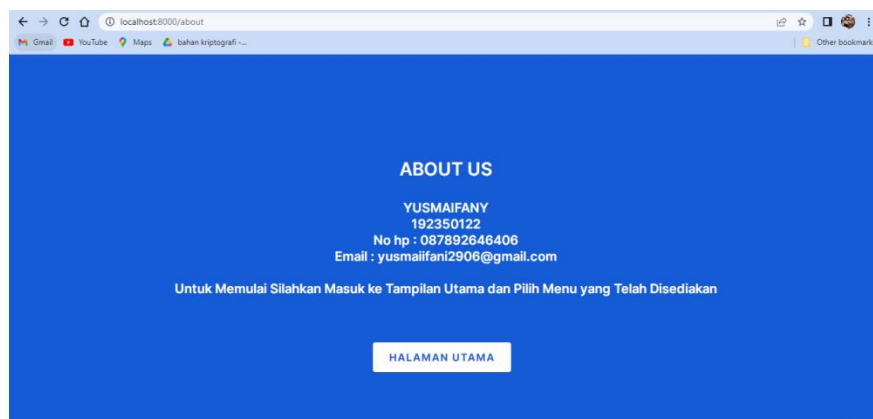 localhost:8000/about
Gmail YouTube Maps bahan kriptografi -... Other bookmark
ABOUT US
YUSMAIFANY
192350122
No hp : 087892646406
Email : yusmaiifani2906@gmail.com
Untuk Memulai Silahkan Masuk ke Tampilan Utama dan Pilih Menu yang Telah Disediakan
HALAMAN UTAMA